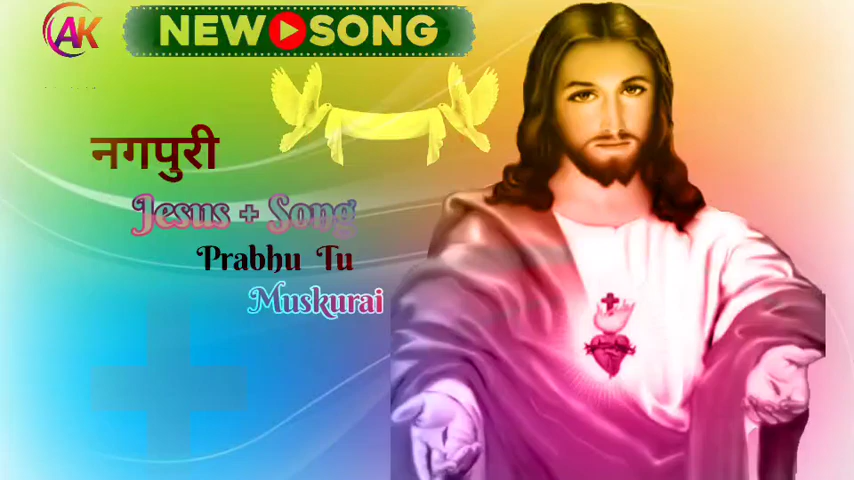 AK
NEW SONG
नगपुरी
Jesus + Song
Prabhu Tu
Muskurai